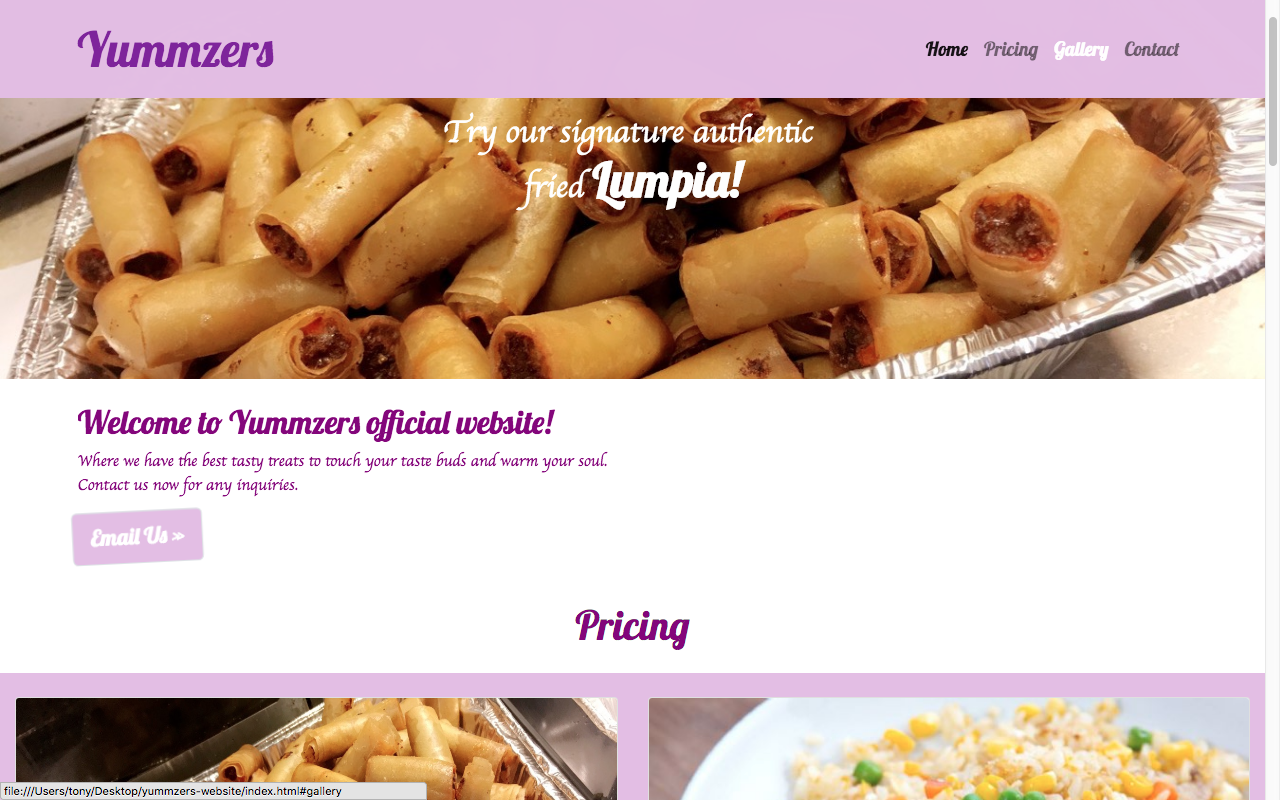 Yummzers
Home Pricing Gallery Contact
Try our signature authentic
fried Lumpia!
Welcome to Yummzers official website!
Where we have the best tasty treats to touch your taste buds and warm your soul.
Contact us now for any inquiries.
Email Us »
Pricing
file:///Users/tony/Desktop/yummzers-website/index.html#gallery